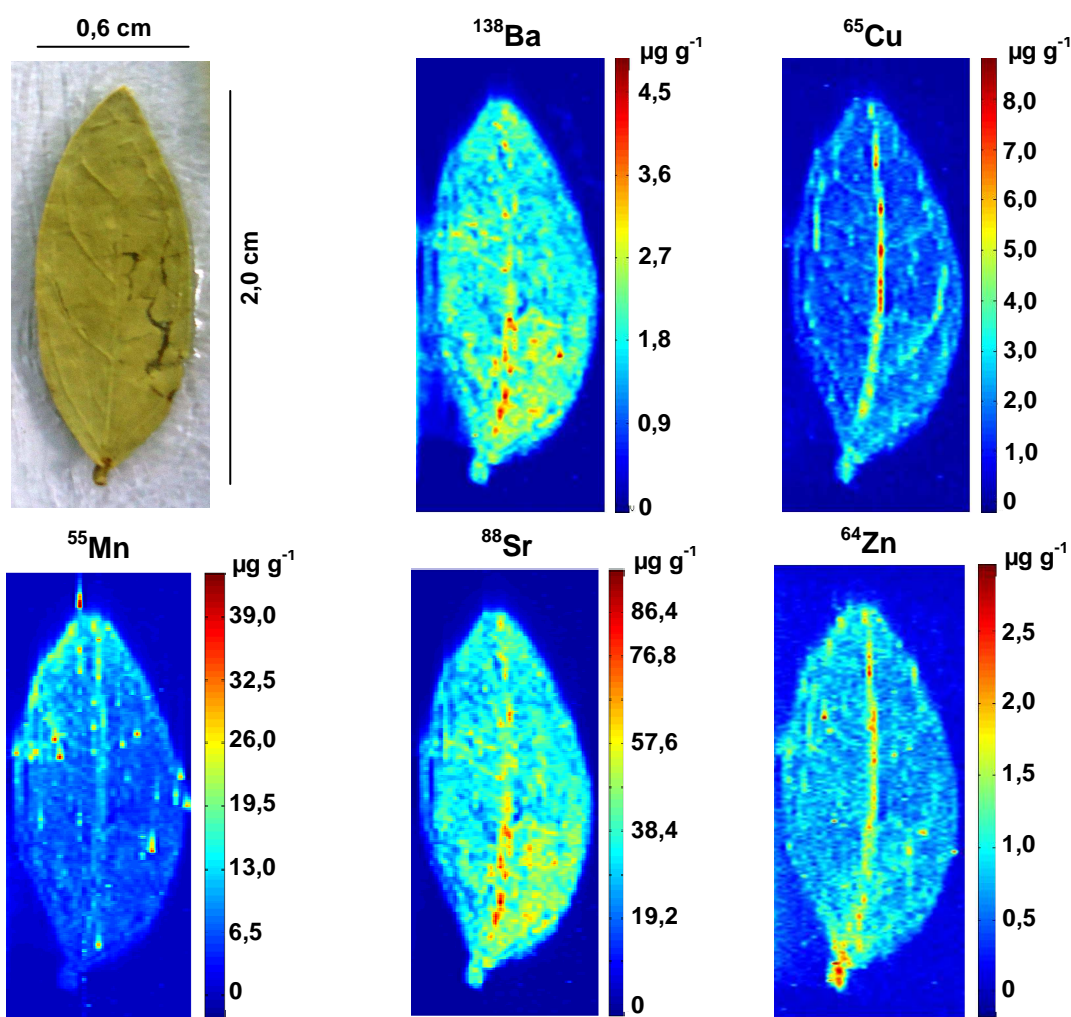 0,6 cm
2,0 cm
¹³⁸Ba
µg g⁻¹
4,5
3,6
2,7
1,8
0,9
0
⁶⁵Cu
µg g⁻¹
8,0
7,0
6,0
5,0
4,0
3,0
2,0
1,0
0
⁵⁵Mn
µg g⁻¹
39,0
32,5
26,0
19,5
13,0
6,5
0
⁸⁸Sr
µg g⁻¹
86,4
76,8
57,6
38,4
19,2
0
⁶⁴Zn
µg g⁻¹
2,5
2,0
1,5
1,0
0,5
0